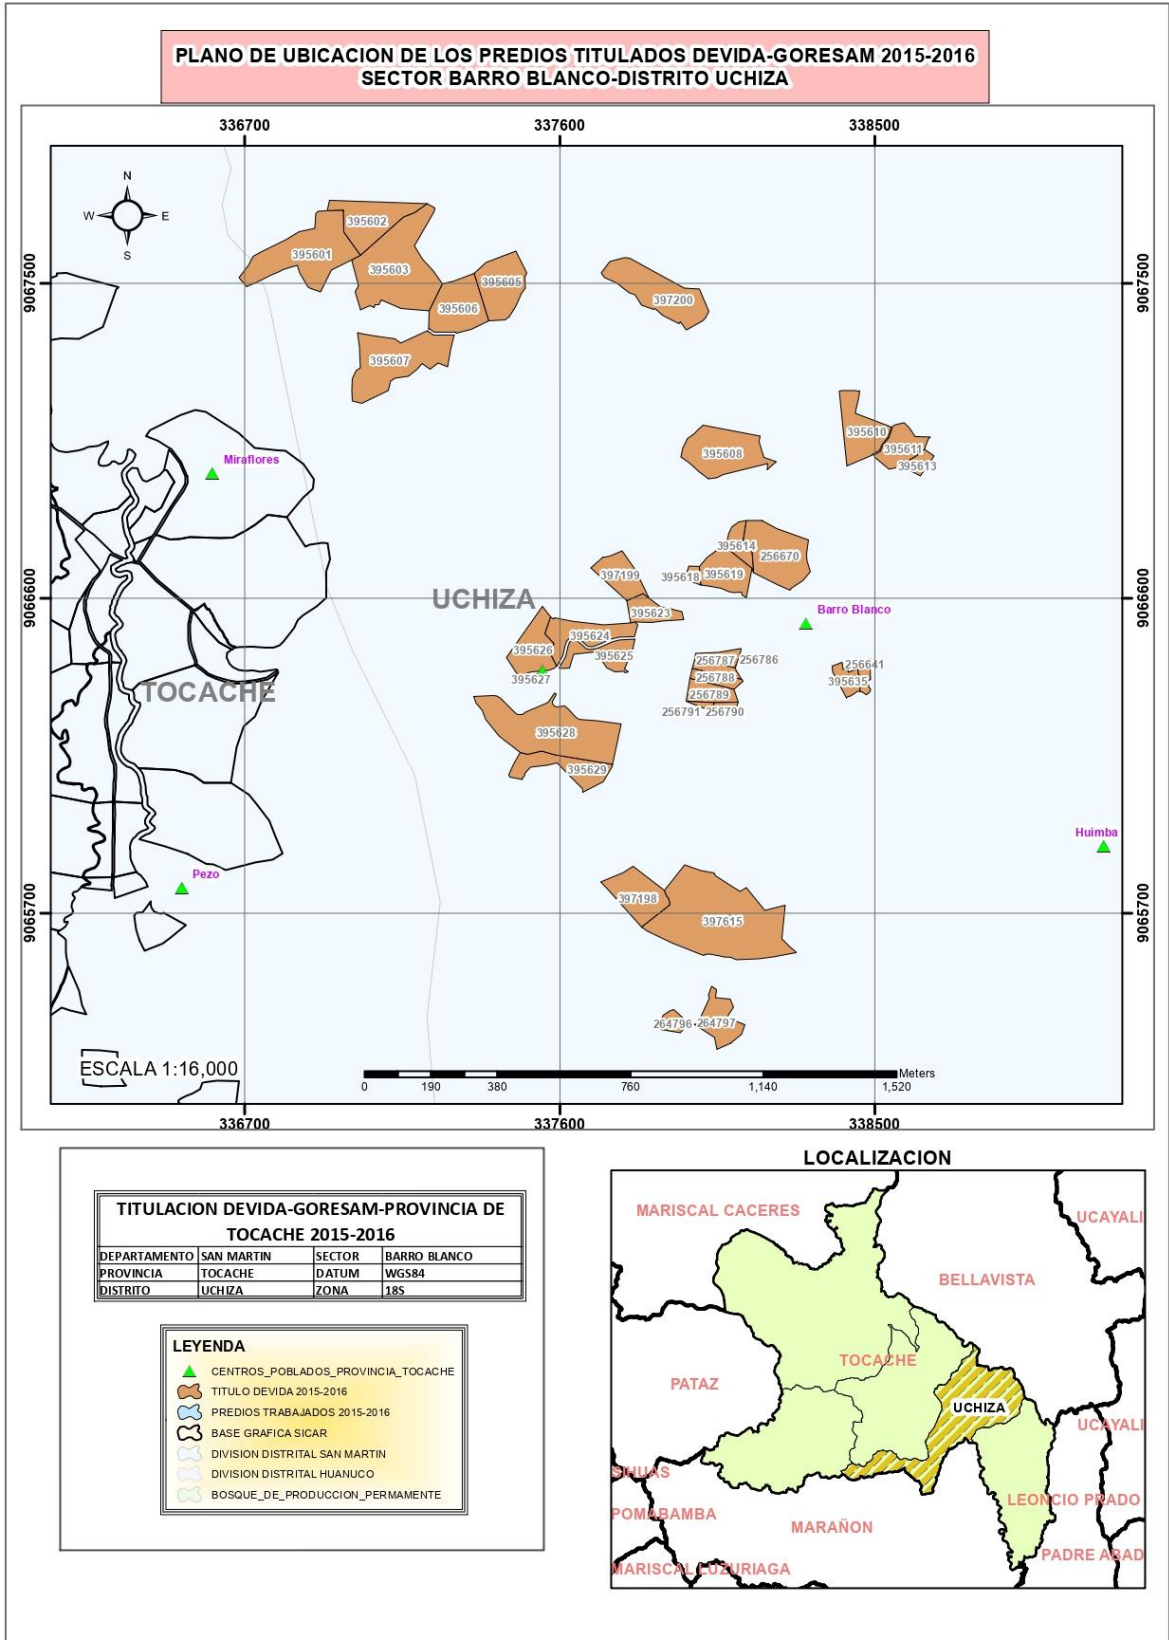 PLANO DE UBICACION DE LOS PREDIOS TITULADOS DEVIDA-GORESAM 2015-2016
SECTOR BARRO BLANCO-DISTRITO UCHIZA
336700 337600 338500
N
W E
S
395602
395601
395603
9067500 9067500
395605
397200
395606
395607
395610
395611
395608
395613
Miraflores
395614
256670
397199 395618 395619
9066600 9066600
UCHIZA
395623
Barro Blanco
395624
395626
395625
256787 256786
256641
395627
256788
395635
TOCACHE
256789
256791 256790
395628
395629
Huimba
Pezo
397198
9065700 9065700
397615
264796 264797
ESCALA 1:16,000
Meters
0 190 380 760 1,140 1,520
336700 337600 338500
TITULACION DEVIDA-GORESAM-PROVINCIA DE
TOCACHE 2015-2016
DEPARTAMENTO SAN MARTIN SECTOR BARRO BLANCO
PROVINCIA TOCACHE DATUM WGS84
DISTRITO UCHIZA ZONA 18S
LEYENDA
CENTROS_POBLADOS_PROVINCIA_TOCACHE
TITULO DEVIDA 2015-2016
PREDIOS TRABAJADOS 2015-2016
BASE GRAFICA SICAR
DIVISION DISTRITAL SAN MARTIN
DIVISION DISTRITAL HUANUCO
BOSQUE_DE_PRODUCCION_PERMAMENTE
LOCALIZACION
MARISCAL CACERES
UCAYALI
BELLAVISTA
TOCACHE
PATAZ
UCHIZA
UCAYALI
SIHUAS
LEONCIO PRADO
POMABAMBA
MARAÑON
PADRE ABAD
MARISCAL LUZURIAGA